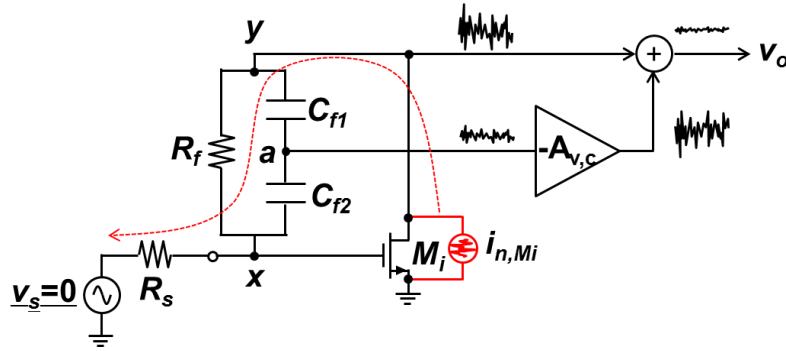 y
v_o
+
C_f1
R_f
a
-A_v,c
C_f2
v_s=0
R_s
x
M_i
i_n,Mi